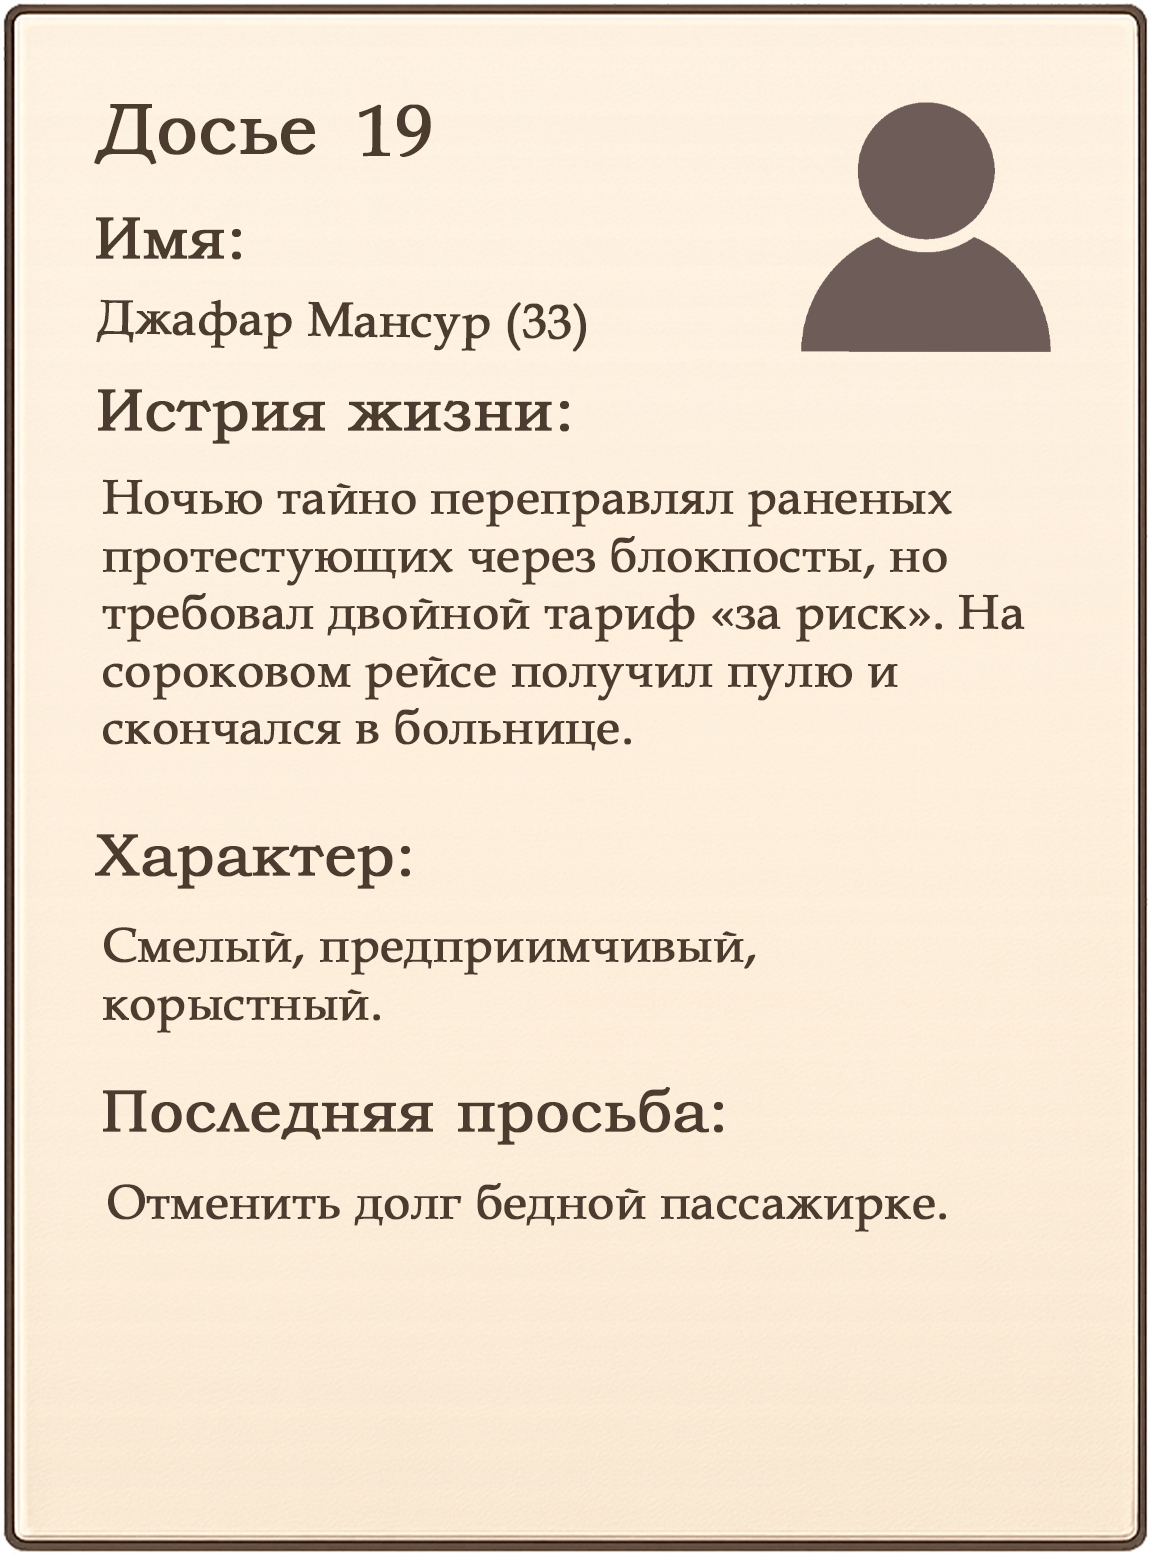 Досье 19
Имя:
Джафар Мансур (33)
Истрия жизни:
Ночью тайно переправлял раненых
протестующих через блокпосты, но
требовал двойной тариф «за риск». На
сороковом рейсе получил пулю и
скончался в больнице.
Характер:
Смелый, предприимчивый,
корыстный.
Последняя просьба:
Отменить долг бедной пассажирке.